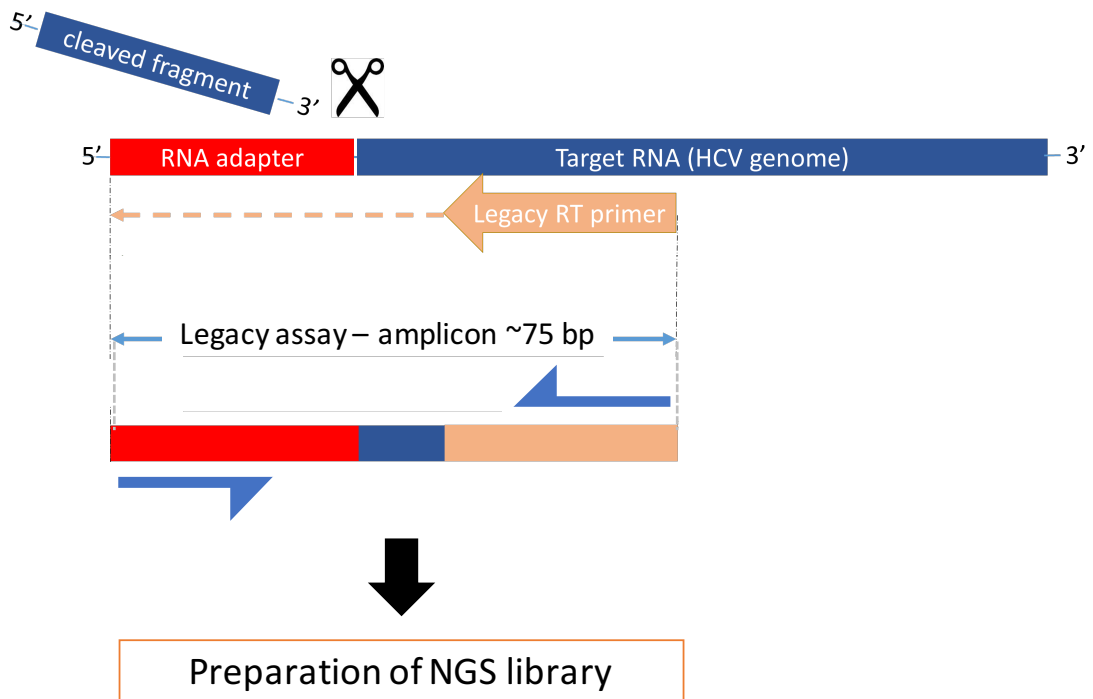 5’
cleaved fragment
3’
5’
RNA adapter
Target RNA (HCV genome)
3’
Legacy RT primer
Legacy assay – amplicon ~75 bp
Preparation of NGS library